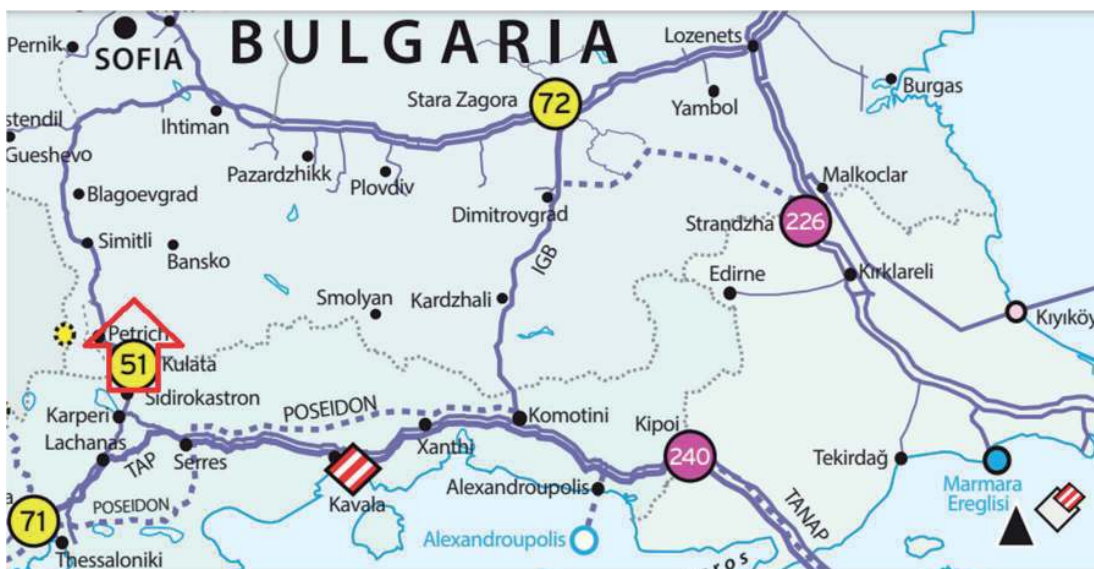 BULGARIA
Pernik
SOFIA
Lozenets
Stara Zagora
72
Yambol
Burgas
stendil
Gueshevo
Ihtiman
Pazardzhikk
Plovdiv
Malkoclar
Blagoevgrad
Dimitrovgrad
Strandzha
226
Simitli
Bansko
IGB
Edirne
Kırklareli
Smolyan
Kardzhali
Kıyıköy
Petrich
51
Kulata
Sidirokastron
Karperi
POSEIDON
Komotini
Kipoi
Lachanas
TAP
Serres
Xanthi
240
Tekirdağ
Kavala
Alexandroupolis
TANAP
Marmara
Ereglisi
a
71
POSEIDON
Alexandroupolis
Thessaloniki
ros